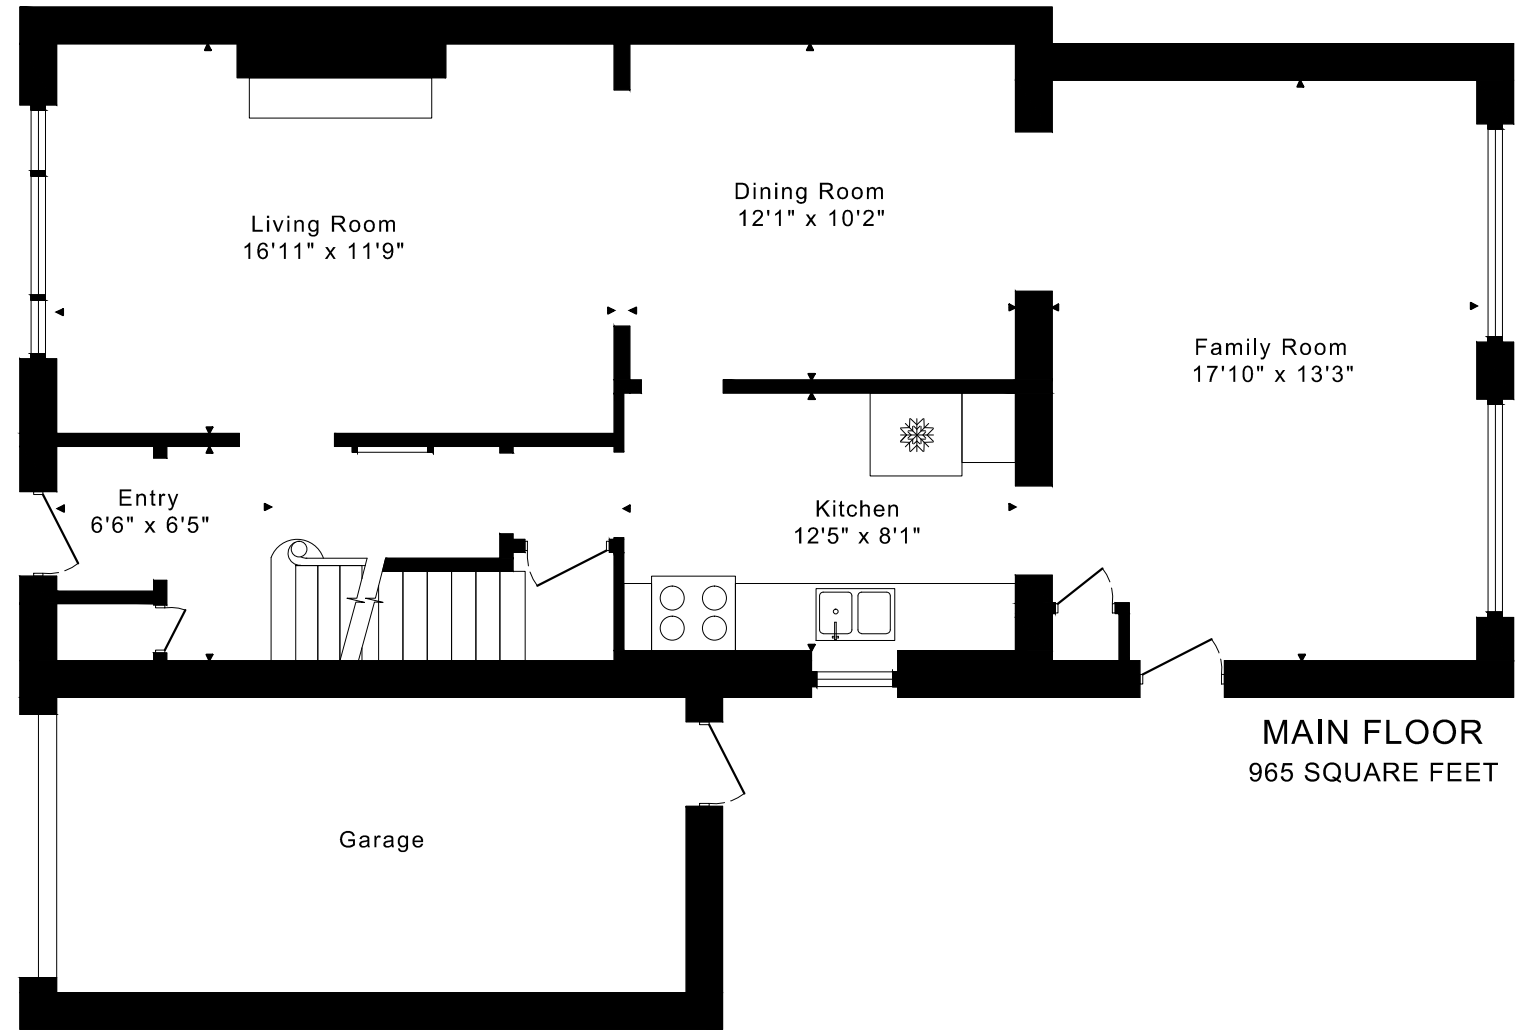 Living Room
16'11" x 11'9"
Dining Room
12'1" x 10'2"
Family Room
17'10" x 13'3"
Entry
6'6" x 6'5"
Kitchen
12'5" x 8'1"
MAIN FLOOR
965 SQUARE FEET
Garage